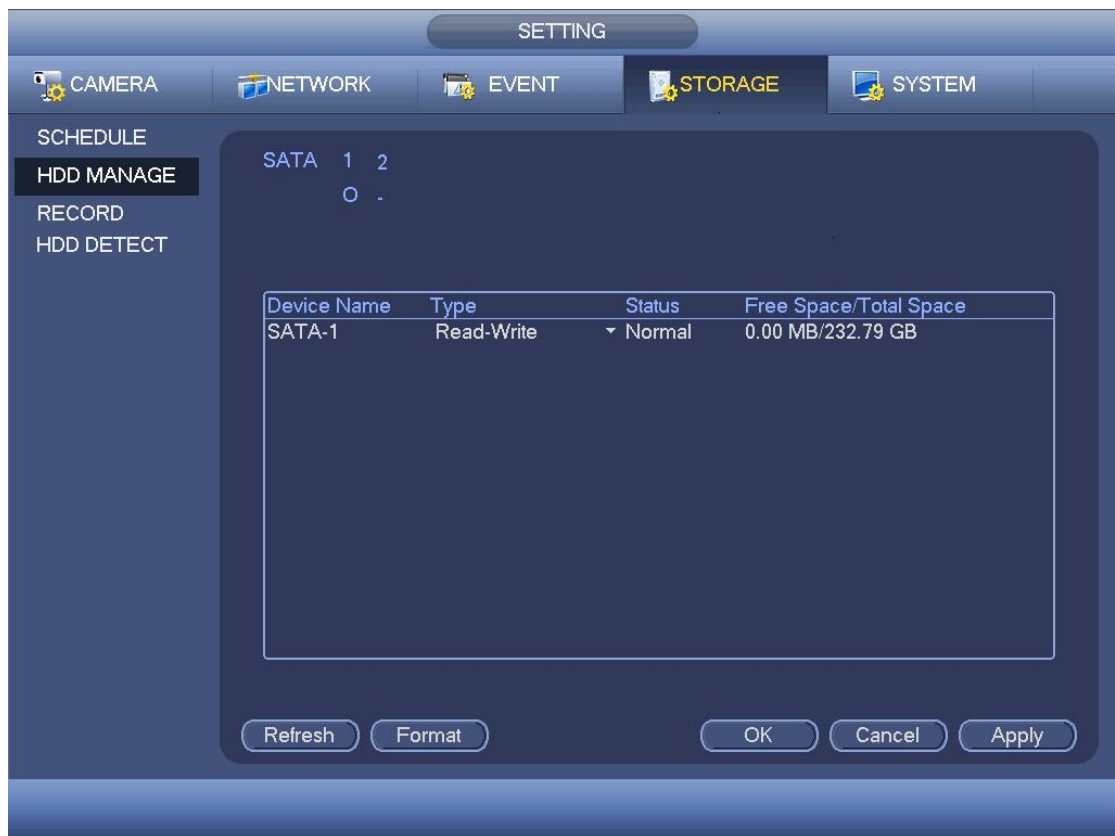 SETTING
CAMERA NETWORK EVENT STORAGE SYSTEM
SCHEDULE
HDD MANAGE
RECORD
HDD DETECT
SATA 1 2
O -
Device Name Type Status Free Space/Total Space
SATA-1 Read-Write Normal 0.00 MB/232.79 GB
Refresh Format OK Cancel Apply